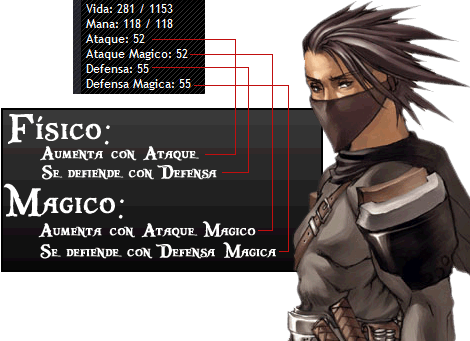 Vida: 281 / 1153
Mana: 118 / 118
Ataque: 52
Ataque Magico: 52
Defensa: 55
Defensa Magica: 55
Físico:
Aumenta con Ataque.
Se defiende con Defensa
Magico:
Aumenta con Ataque Magico
Se defiende con Defensa Magica